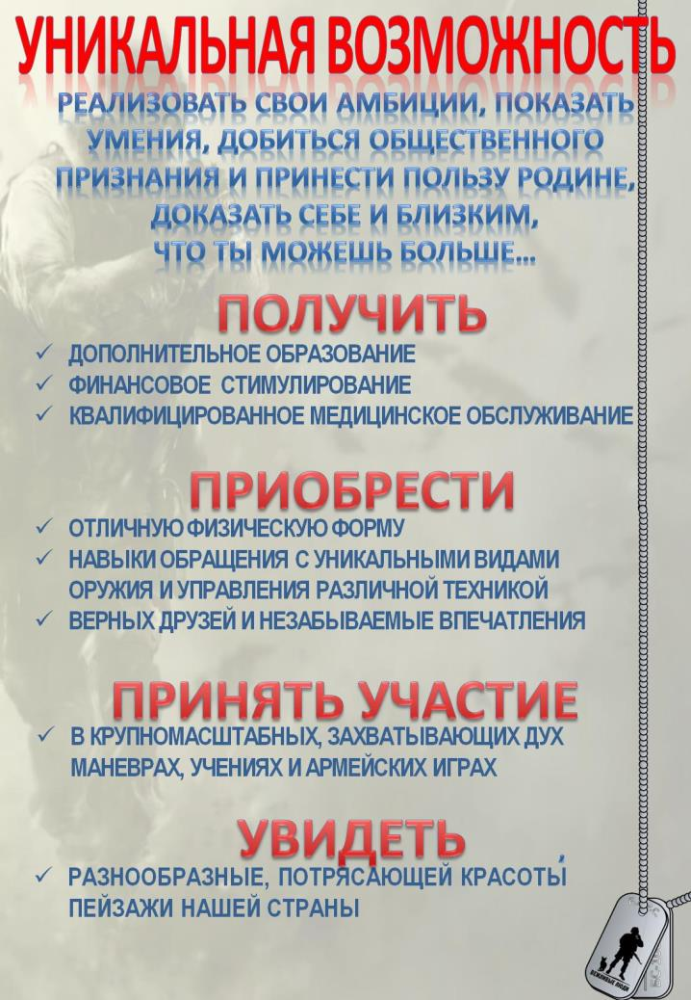 УНИКАЛЬНАЯ ВОЗМОЖНОСТЬ
РЕАЛИЗОВАТЬ СВОИ АМБИЦИИ, ПОКАЗАТЬ
УМЕНИЯ, ДОБИТЬСЯ ОБЩЕСТВЕННОГО
ПРИЗНАНИЯ И ПРИНЕСТИ ПОЛЬЗУ РОДИНЕ,
ДОКАЗАТЬ СЕБЕ И БЛИЗКИМ,
ЧТО ТЫ МОЖЕШЬ БОЛЬШЕ...
ПОЛУЧИТЬ
✓ ДОПОЛНИТЕЛЬНОЕ ОБРАЗОВАНИЕ
✓ ФИНАНСОВОЕ СТИМУЛИРОВАНИЕ
✓ КВАЛИФИЦИРОВАННОЕ МЕДИЦИНСКОЕ ОБСЛУЖИВАНИЕ
ПРИОБРЕСТИ
✓ ОТЛИЧНУЮ ФИЗИЧЕСКУЮ ФОРМУ
✓ НАВЫКИ ОБРАЩЕНИЯ С УНИКАЛЬНЫМИ ВИДАМИ
ОРУЖИЯ И УПРАВЛЕНИЯ РАЗЛИЧНОЙ ТЕХНИКОЙ
✓ ВЕРНЫХ ДРУЗЕЙ И НЕЗАБЫВАЕМЫЕ ВПЕЧАТЛЕНИЯ
ПРИНЯТЬ УЧАСТИЕ
✓ В КРУПНОМАСШТАБНЫХ, ЗАХВАТЫВАЮЩИХ ДУХ
МАНЕВРАХ, УЧЕНИЯХ И АРМЕЙСКИХ ИГРАХ
УВИДЕТЬ
✓ РАЗНООБРАЗНЫЕ, ПОТРЯСАЮЩЕЙ КРАСОТЫ
ПЕЙЗАЖИ НАШЕЙ СТРАНЫ
ВЕЖЛИВЫЕ ЛЮДИ